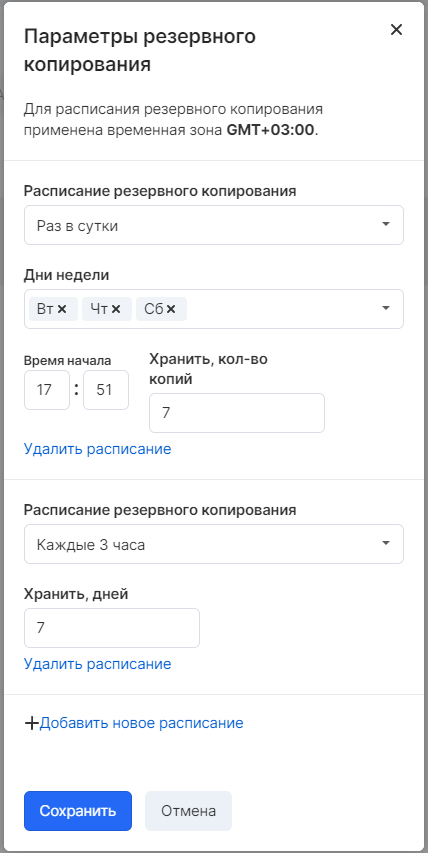 Параметры резервного
копирования
Для расписания резервного копирования
применена временная зона GMT+03:00.
Расписание резервного копирования
Раз в сутки
Дни недели
Вт Чт Сб
Время начала
17 : 51
Хранить, кол-во
копий
7
Удалить расписание
Расписание резервного копирования
Каждые 3 часа
Хранить, дней
7
Удалить расписание
+Добавить новое расписание
Сохранить Отмена